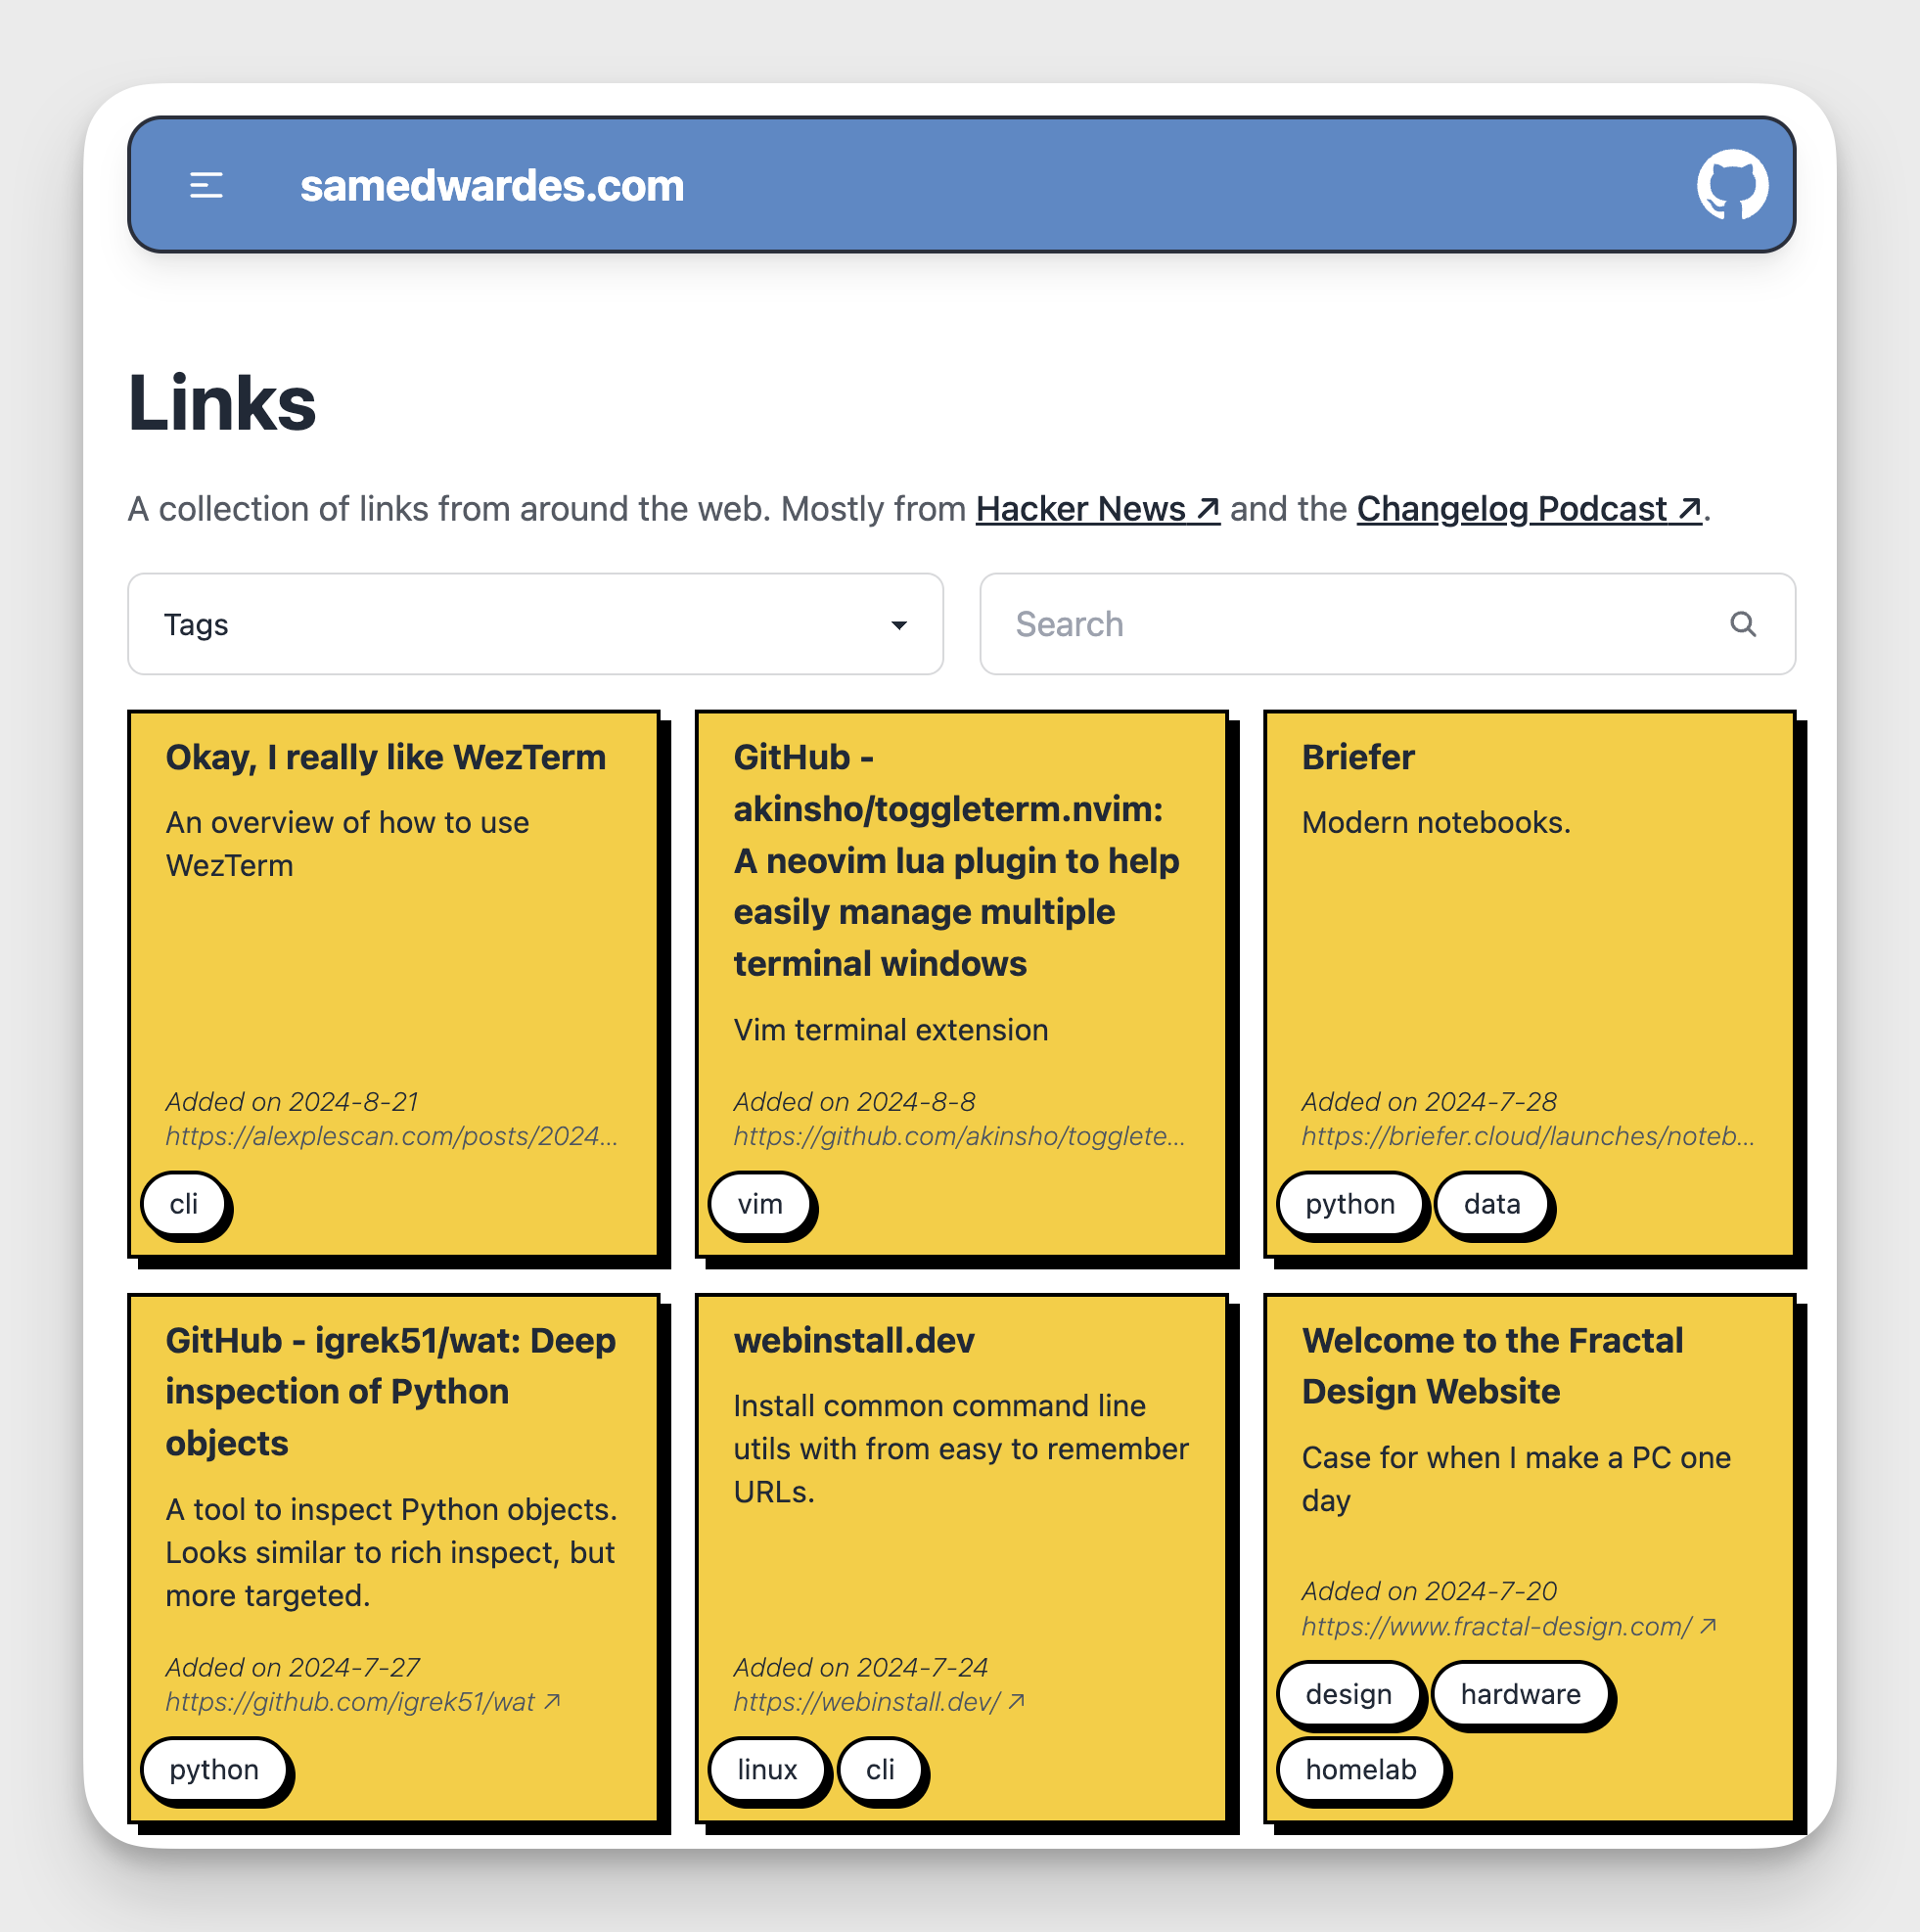 samedwardes.com
Links
A collection of links from around the web. Mostly from Hacker News ↗ and the Changelog Podcast ↗.
Tags
Search
Okay, I really like WezTerm
An overview of how to use
WezTerm
Added on 2024-8-21
https://alexplescan.com/posts/2024...
cli
GitHub -
akinsho/toggleterm.nvim:
A neovim lua plugin to help
easily manage multiple
terminal windows
Vim terminal extension
Added on 2024-8-8
https://github.com/akinsho/togglete...
vim
Briefer
Modern notebooks.
Added on 2024-7-28
https://briefer.cloud/launches/noteb...
python
data
GitHub - igrek51/wat: Deep
inspection of Python
objects
A tool to inspect Python objects.
Looks similar to rich inspect, but
more targeted.
Added on 2024-7-27
https://github.com/igrek51/wat ↗
python
webinstall.dev
Install common command line
utils with from easy to remember
URLs.
Added on 2024-7-24
https://webinstall.dev/ ↗
linux
cli
Welcome to the Fractal
Design Website
Case for when I make a PC one
day
Added on 2024-7-20
https://www.fractal-design.com/ ↗
design
hardware
homelab